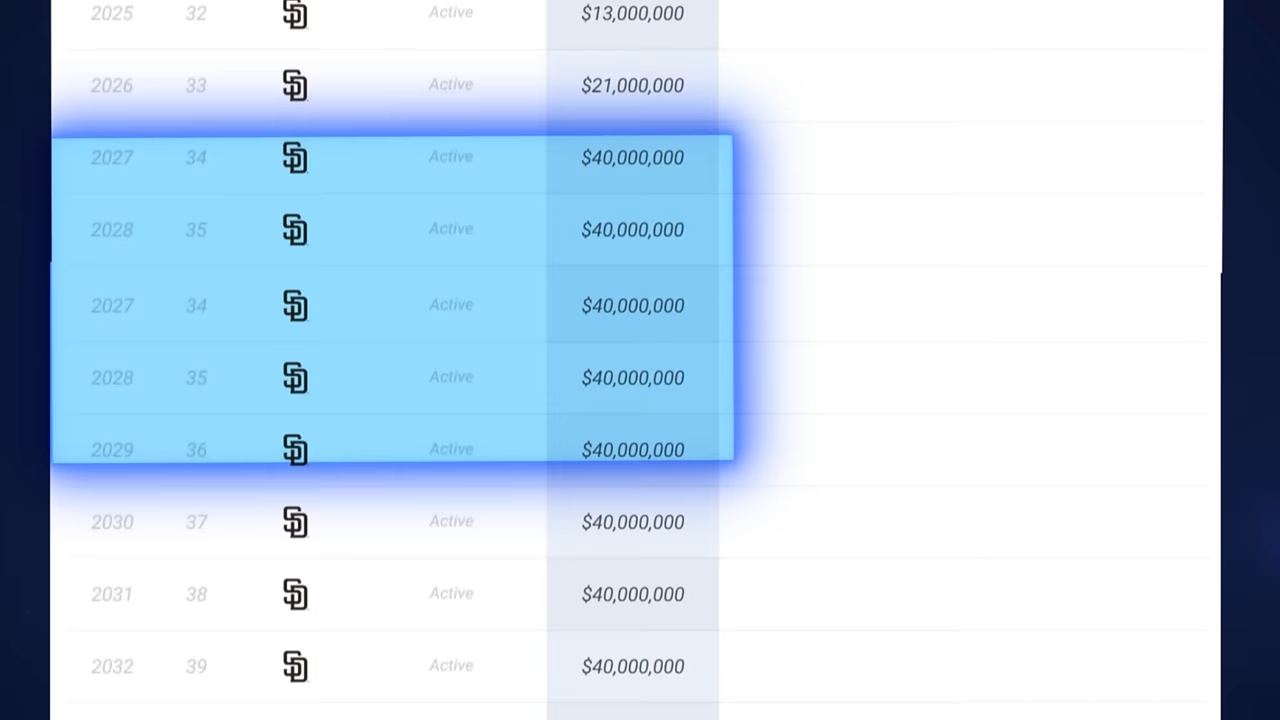 2025 32 SD Active $13,000,000
2026 33 SD Active $21,000,000
2027 34 SD Active $40,000,000
2028 35 SD Active $40,000,000
2027 34 SD Active $40,000,000
2028 35 SD Active $40,000,000
2029 36 SD Active $40,000,000
2030 37 SD Active $40,000,000
2031 38 SD Active $40,000,000
2032 39 SD Active $40,000,000